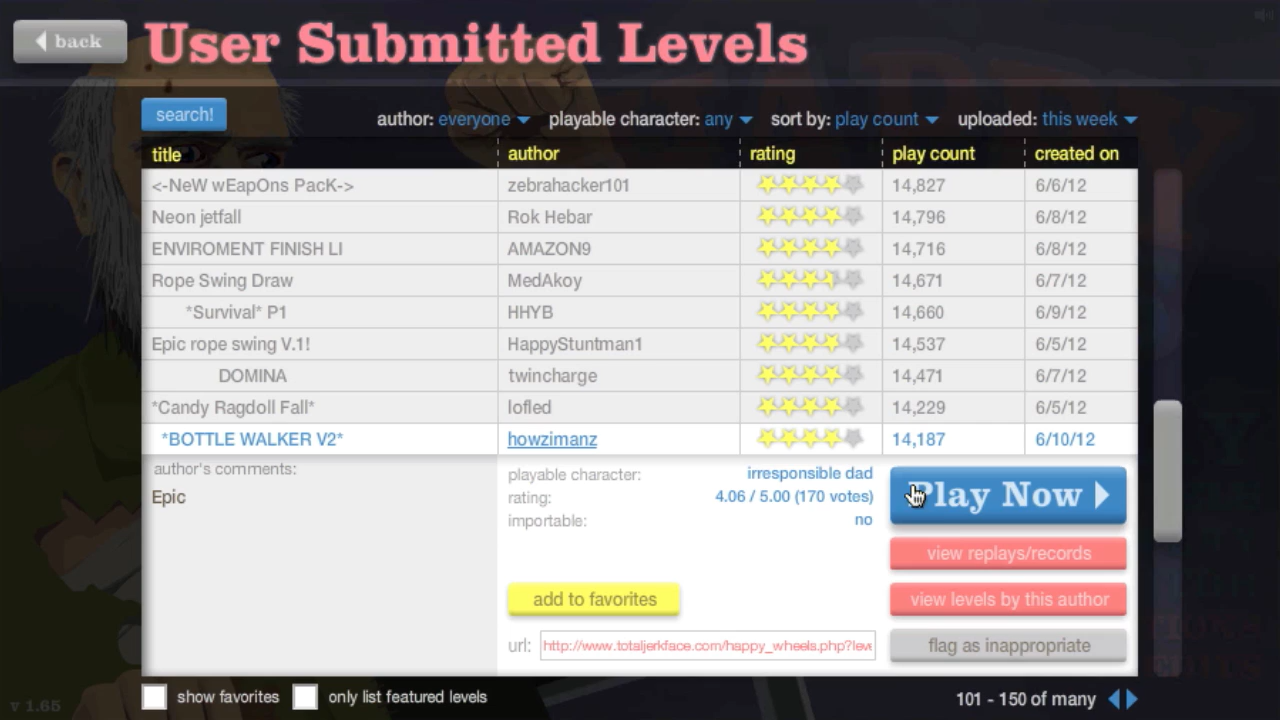 back
User Submitted Levels
search!
author: everyone playable character: any sort by: play count uploaded: this week
title author rating play count created on
<-NeW wEapOns PacK-> zebrahacker101 14,827 6/6/12
Neon jetfall Rok Hebar 14,796 6/8/12
ENVIROMENT FINISH LI AMAZON9 14,716 6/8/12
Rope Swing Draw MedAkoy 14,671 6/7/12
*Survival* P1 HHYB 14,660 6/9/12
Epic rope swing V.1! HappyStuntman1 14,537 6/5/12
DOMINA twincharge 14,471 6/7/12
*Candy Ragdoll Fall* lofled 14,229 6/5/12
*BOTTLE WALKER V2* howzimanz 14,187 6/10/12
author's comments:
Epic
playable character: irresponsible dad
rating: 4.06 / 5.00 (170 votes)
importable: no
Play Now
view replays/records
add to favorites
view levels by this author
url: http://www.totaljerkface.com/happy_wheels.php?lev
flag as inappropriate
show favorites only list featured levels
101 - 150 of many
v 1.65